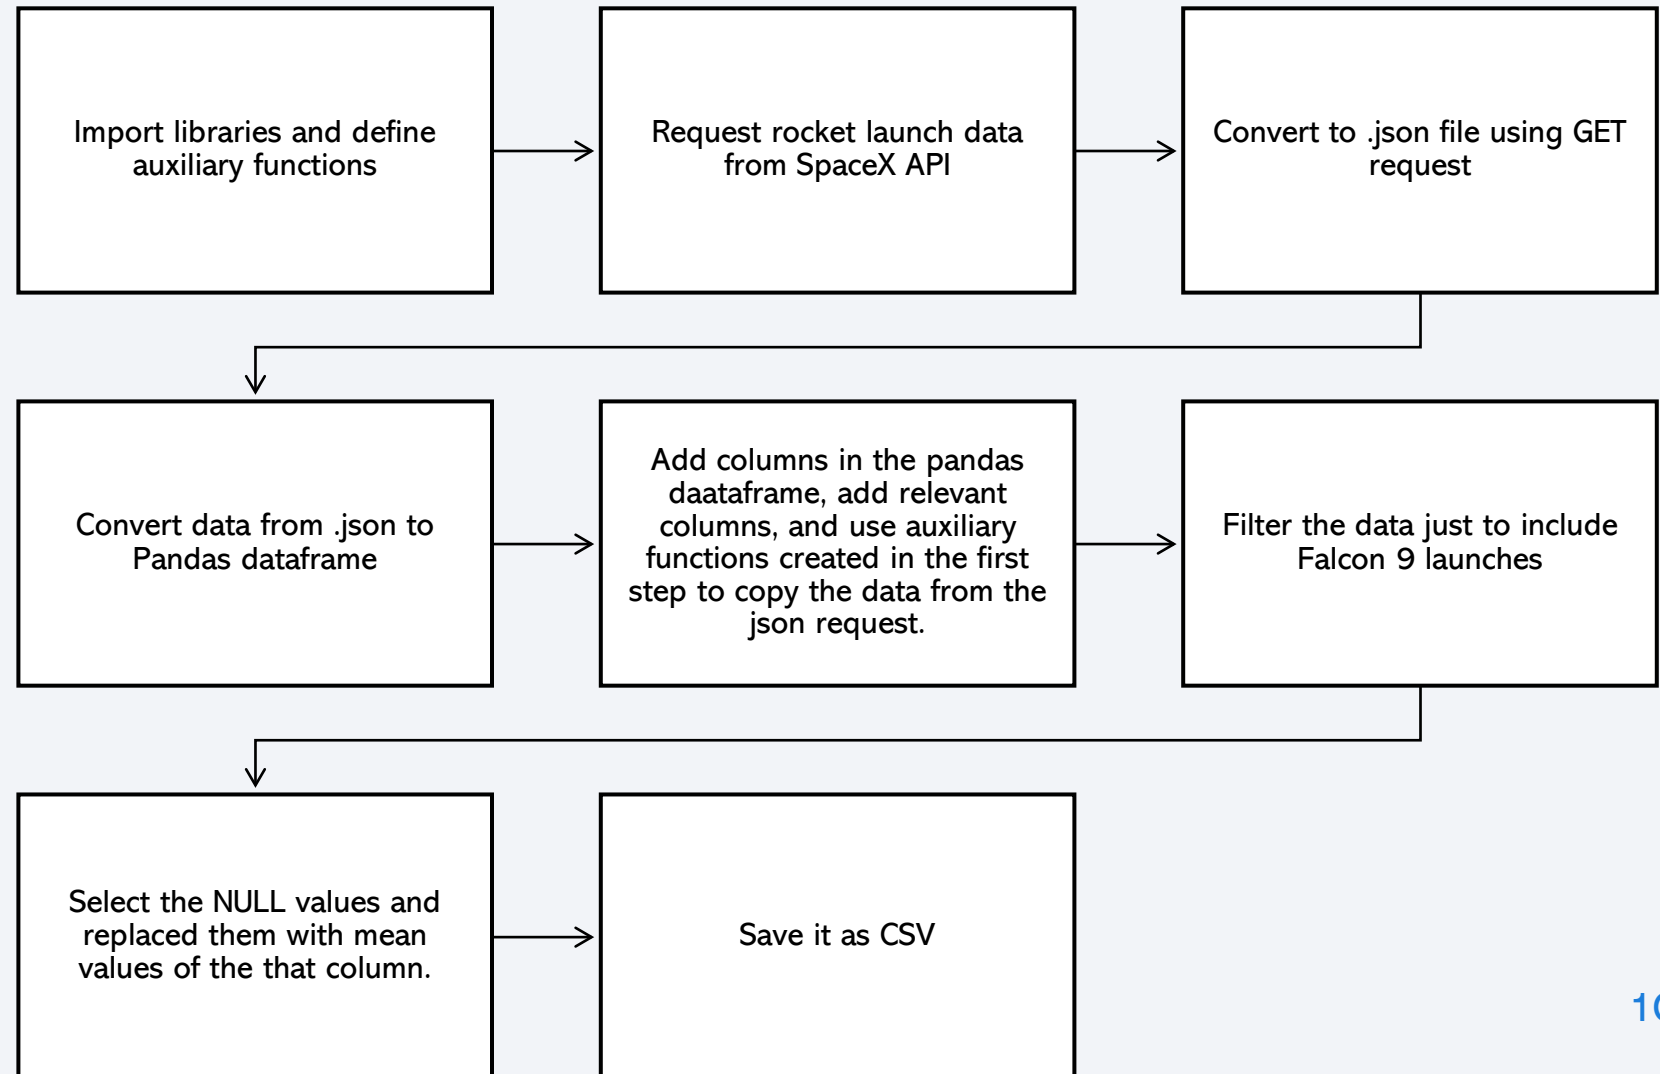 Import libraries and define
auxiliary functions
Request rocket launch data
from SpaceX API
Convert to .json file using GET
request
Convert data from .json to
Pandas dataframe
Add columns in the pandas
daataframe, add relevant
columns, and use auxiliary
functions created in the first
step to copy the data from the
json request.
Filter the data just to include
Falcon 9 launches
Select the NULL values and
replaced them with mean
values of the that column.
Save it as CSV